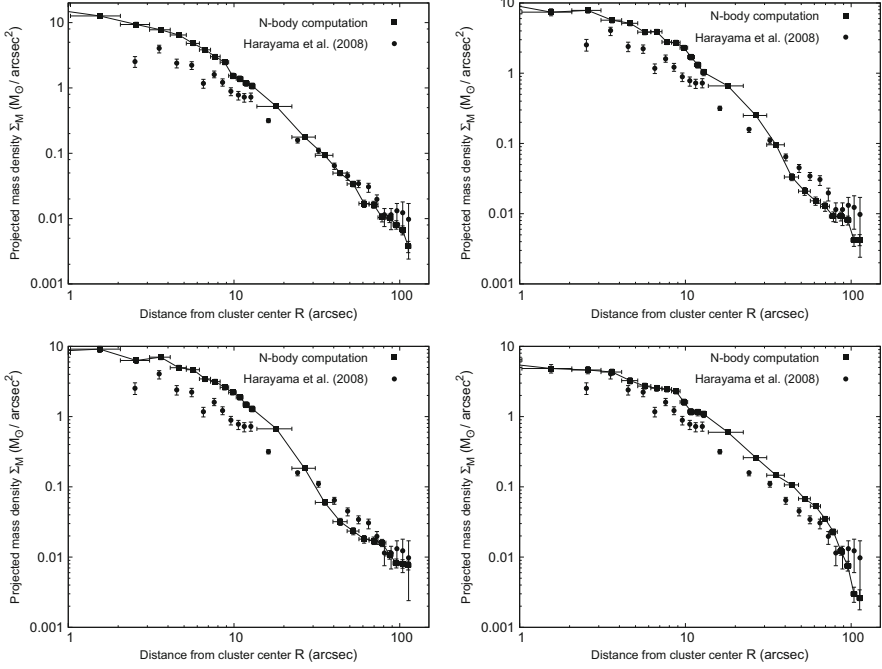 10
1
0.1
0.01
0.001
1
10
100
Projected mass density Σ_M (M_⊙/ arcsec²)
Distance from cluster center R (arcsec)
N-body computation
Harayama et al. (2008)
10
1
0.1
0.01
0.001
1
10
100
Projected mass density Σ_M (M_⊙/ arcsec²)
Distance from cluster center R (arcsec)
N-body computation
Harayama et al. (2008)
10
1
0.1
0.01
0.001
1
10
100
Projected mass density Σ_M (M_⊙/ arcsec²)
Distance from cluster center R (arcsec)
N-body computation
Harayama et al. (2008)
10
1
0.1
0.01
0.001
1
10
100
Projected mass density Σ_M (M_⊙/ arcsec²)
Distance from cluster center R (arcsec)
N-body computation
Harayama et al. (2008)